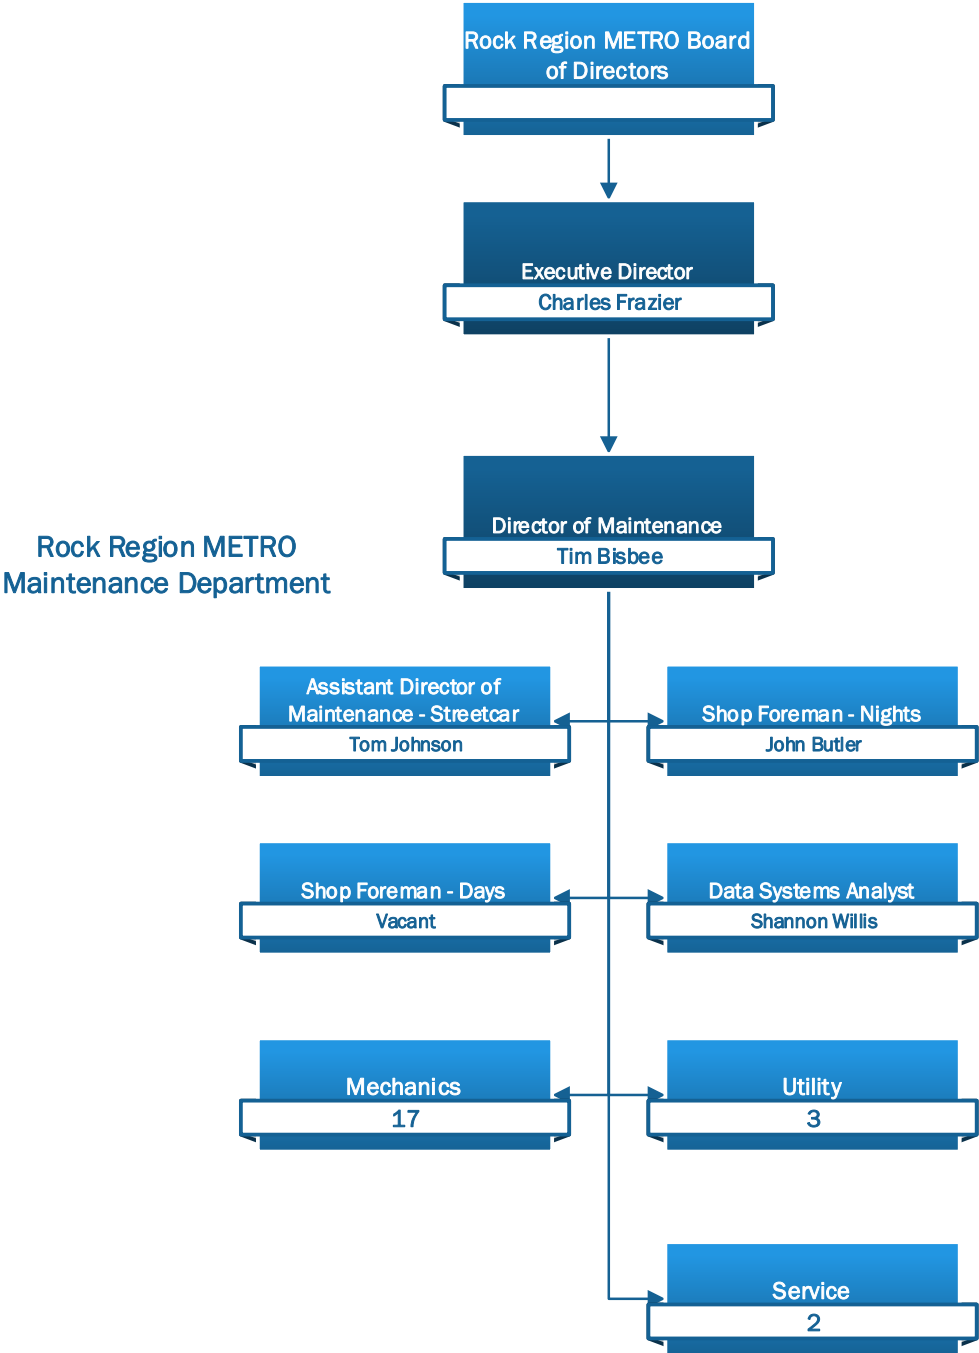 Rock Region METRO Board
of Directors
Executive Director
Charles Frazier
Director of Maintenance
Tim Bisbee
Rock Region METRO
Maintenance Department
Assistant Director of
Maintenance - Streetcar
Tom Johnson
Shop Foreman - Nights
John Butler
Shop Foreman - Days
Vacant
Data Systems Analyst
Shannon Willis
Mechanics
17
Utility
3
Service
2